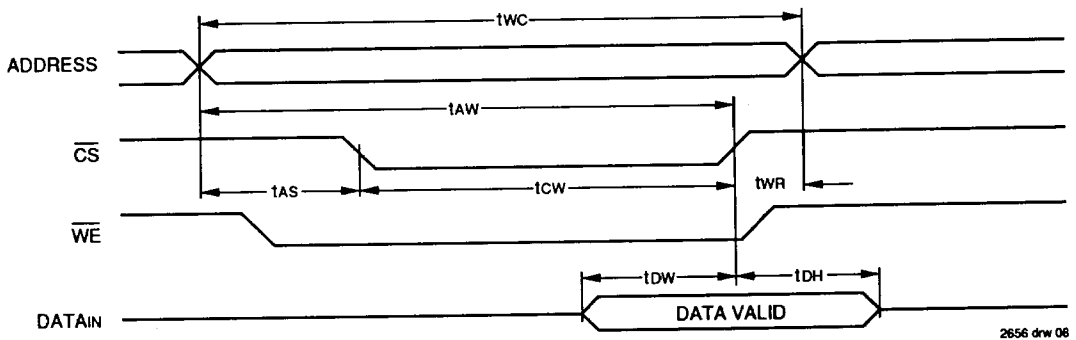 tWC
ADDRESS
tAW
CS
tAS
tCW
tWR
WE
tDW
tDH
DATAIN
DATA VALID
2656 drw 08